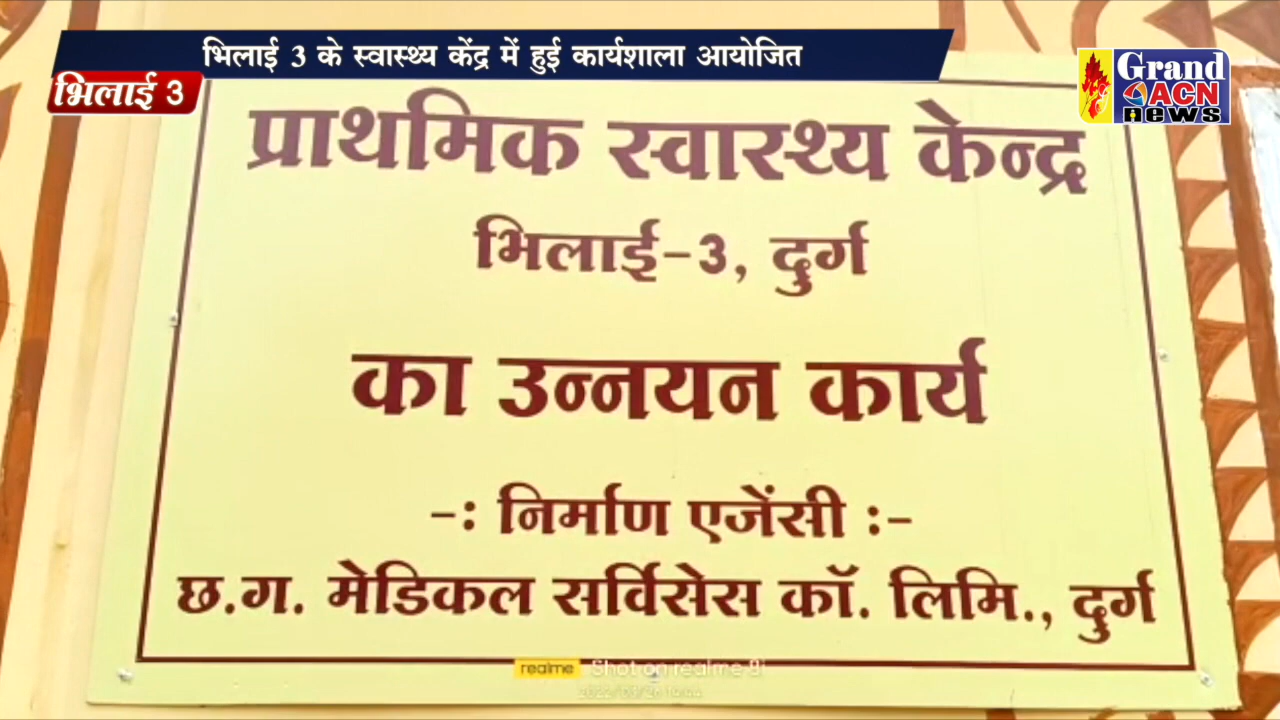 भिलाई 3 के स्वास्थ्य केंद्र में हुई कार्यशाला आयोजित
भिलाई 3
Grand
ACN
news
प्राथमिक स्वास्थ्य केन्द्र
भिलाई-3, दुर्ग
का उन्नयन कार्य
-: निर्माण एजेंसी :-
छ.ग. मेडिकल सर्विसेस कॉ. लिमि., दुर्ग
realme Shot on realme 8i